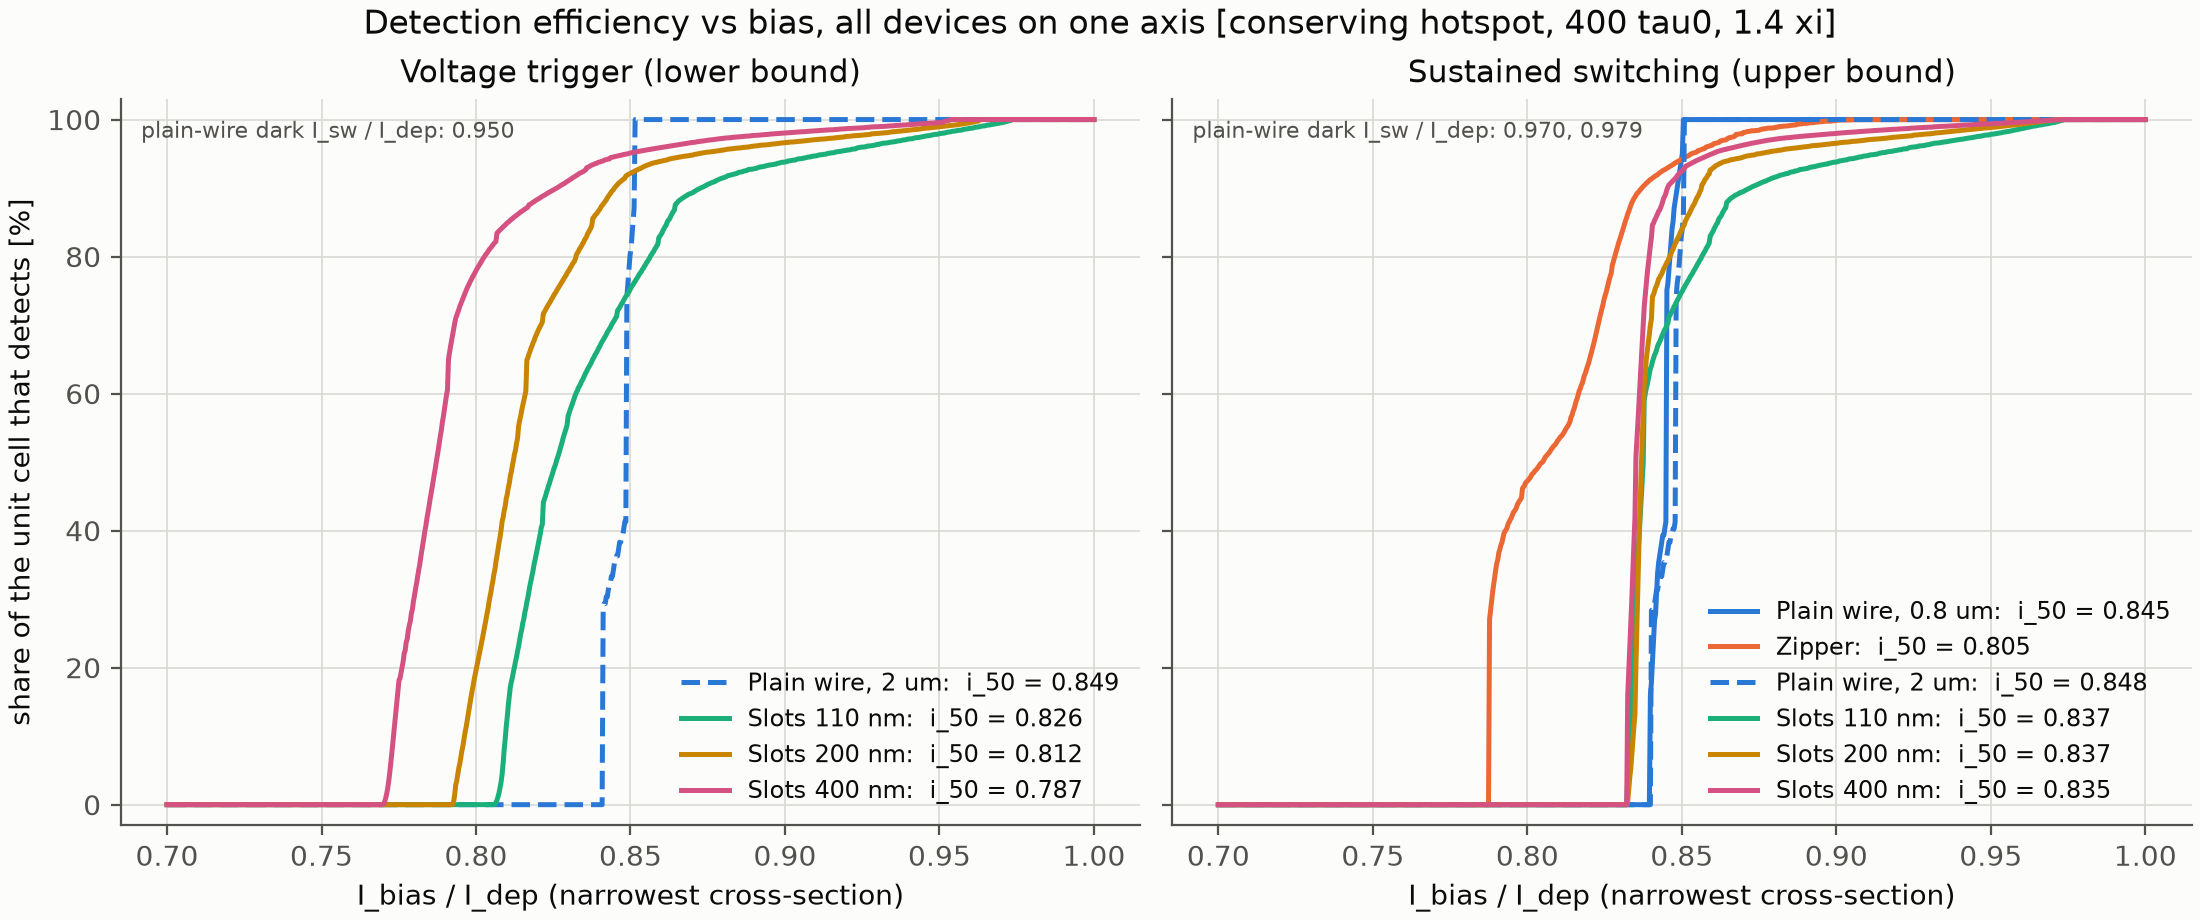 Detection efficiency vs bias, all devices on one axis [conserving hotspot, 400 tau0, 1.4 xi]
Voltage trigger (lower bound)
share of the unit cell that detects [%]
100
80
60
40
20
0
plain-wire dark I_sw / I_dep: 0.950
Plain wire, 2 um:  i_50 = 0.849
Slots 110 nm:  i_50 = 0.826
Slots 200 nm:  i_50 = 0.812
Slots 400 nm:  i_50 = 0.787
0.70 0.75 0.80 0.85 0.90 0.95 1.00
I_bias / I_dep (narrowest cross-section)
Sustained switching (upper bound)
plain-wire dark I_sw / I_dep: 0.970, 0.979
Plain wire, 0.8 um:  i_50 = 0.845
Zipper:  i_50 = 0.805
Plain wire, 2 um:  i_50 = 0.848
Slots 110 nm:  i_50 = 0.837
Slots 200 nm:  i_50 = 0.837
Slots 400 nm:  i_50 = 0.835
0.70 0.75 0.80 0.85 0.90 0.95 1.00
I_bias / I_dep (narrowest cross-section)